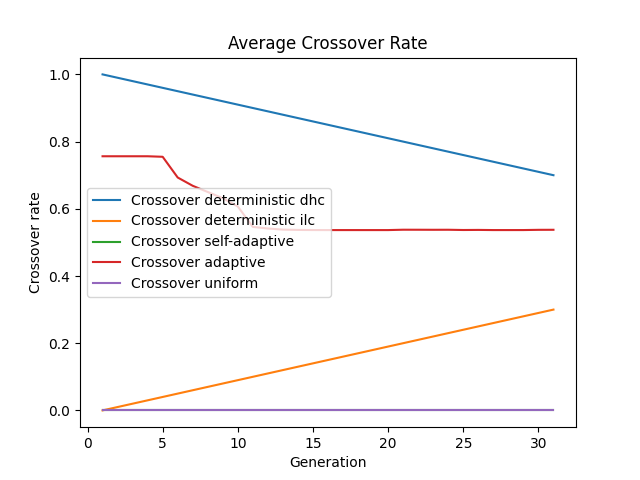 Average Crossover Rate
Crossover rate
1.0
0.8
0.6
0.4
0.2
0.0
Crossover deterministic dhc
Crossover deterministic ilc
Crossover self-adaptive
Crossover adaptive
Crossover uniform
0 5 10 15 20 25 30
Generation